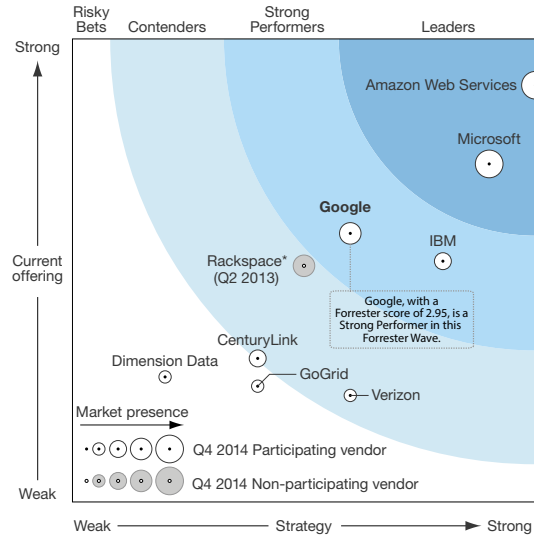 Risky
Bets
Contenders
Strong
Performers
Leaders
Strong
Amazon Web Services
Microsoft
Google
IBM
Current
offering
Rackspace*
(Q2 2013)
Google, with a
Forrester score of 2.95, is a
Strong Performer in this
Forrester Wave.
CenturyLink
Dimension Data
GoGrid
Verizon
Market presence
Q4 2014 Participating vendor
Q4 2014 Non-participating vendor
Weak
Weak
Strategy
Strong